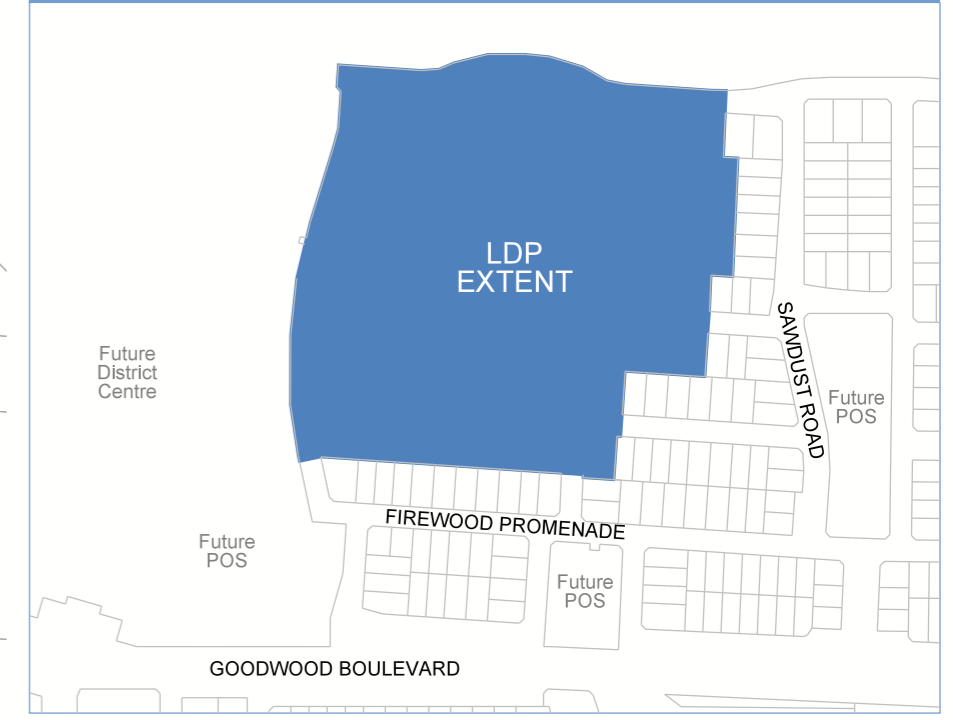 LDP
EXTENT
SAWDUST ROAD
Future
District
Centre
Future
POS
FIREWOOD PROMENADE
Future
POS
Future
POS
GOODWOOD BOULEVARD